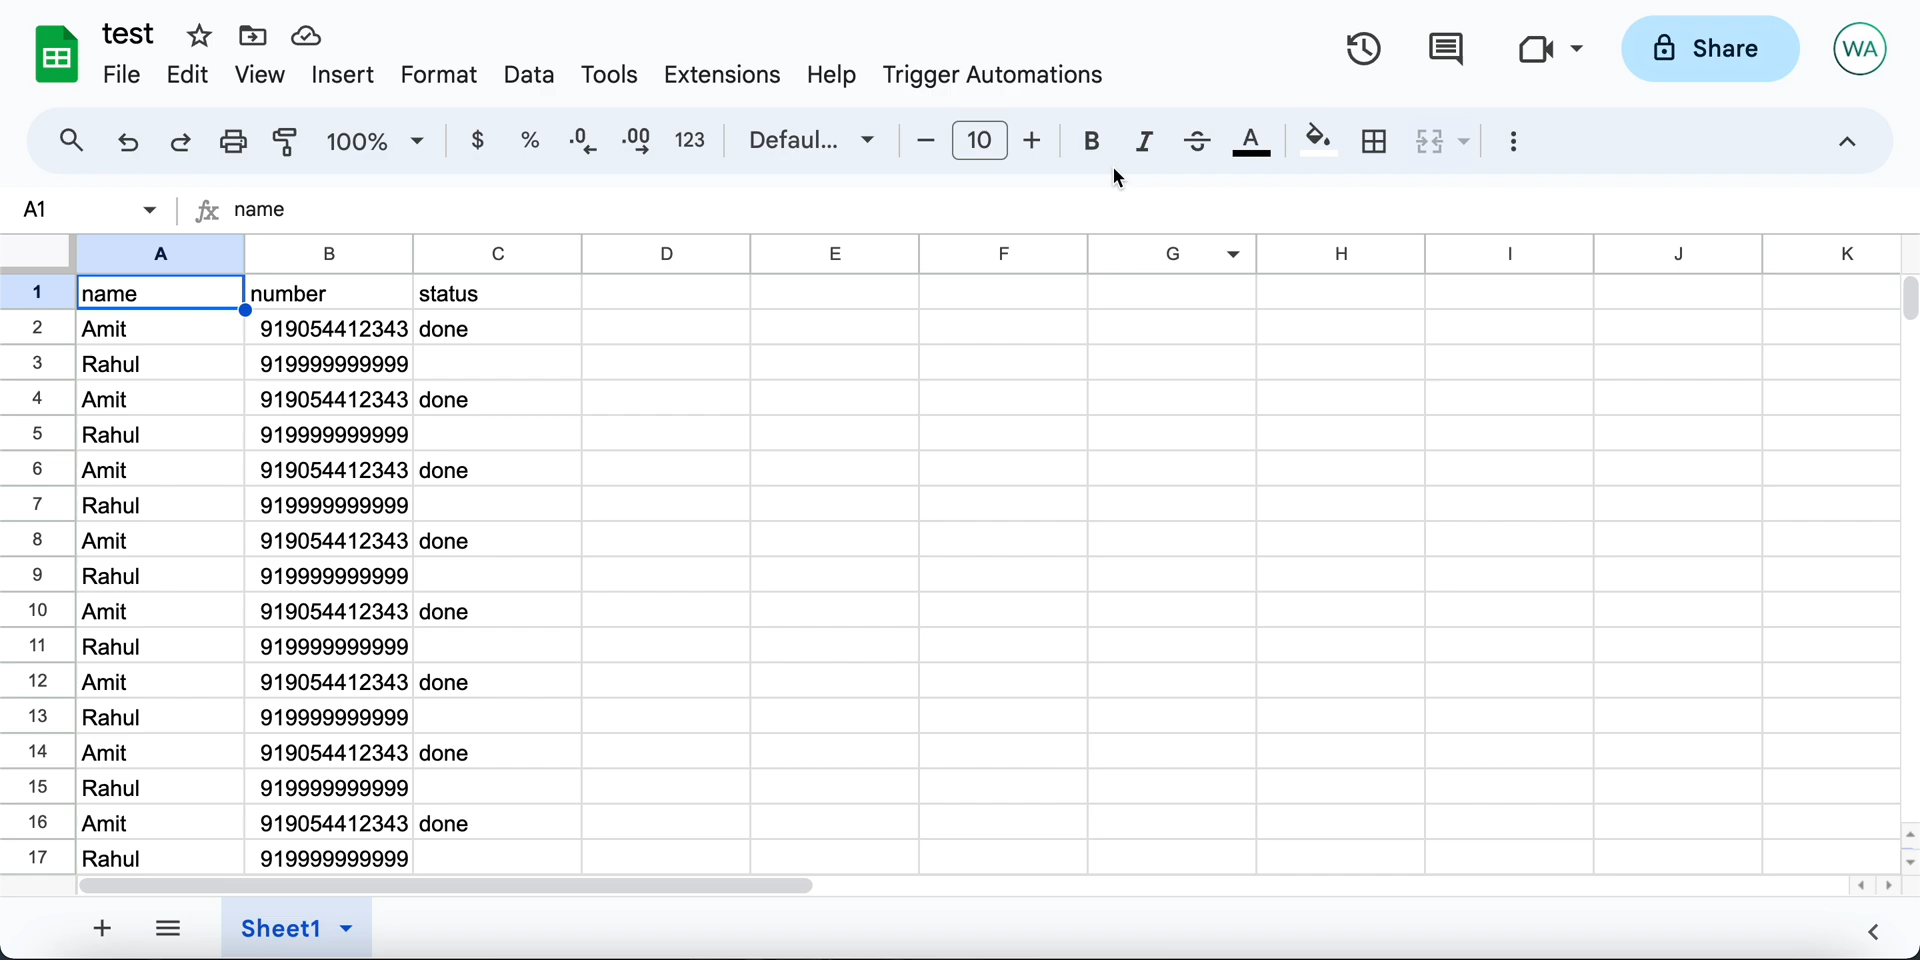 test
File Edit View Insert Format Data Tools Extensions Help Trigger Automations
Share
WA
100% $ % .0 .00 123 Defaul... 10 B I S A
A1 fx name
A B C D E F G H I J K
1 name number status
2 Amit 919054412343 done
3 Rahul 919999999999
4 Amit 919054412343 done
5 Rahul 919999999999
6 Amit 919054412343 done
7 Rahul 919999999999
8 Amit 919054412343 done
9 Rahul 919999999999
10 Amit 919054412343 done
11 Rahul 919999999999
12 Amit 919054412343 done
13 Rahul 919999999999
14 Amit 919054412343 done
15 Rahul 919999999999
16 Amit 919054412343 done
17 Rahul 919999999999
Sheet1